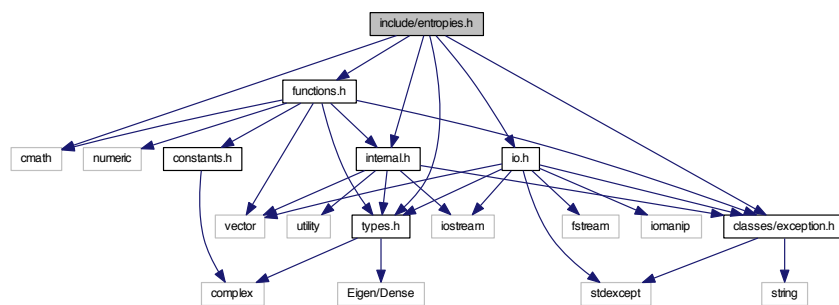 include/entropies.h
functions.h
cmath
numeric
constants.h
internal.h
io.h
vector
utility
types.h
iostream
fstream
iomanip
classes/exception.h
complex
Eigen/Dense
stdexcept
string